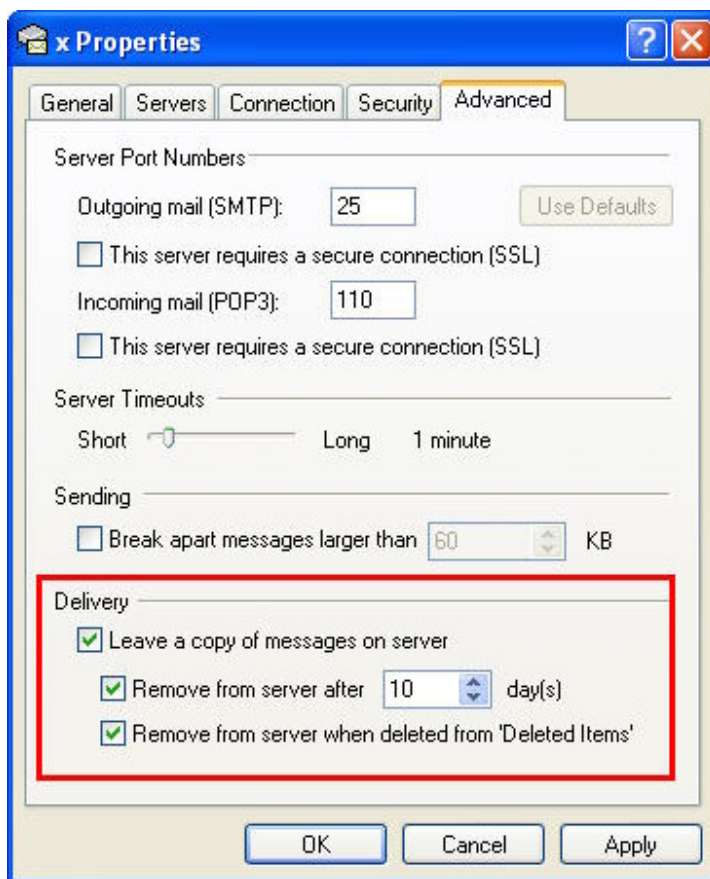 x Properties
General Servers Connection Security Advanced
Server Port Numbers
Outgoing mail (SMTP): 25 Use Defaults
This server requires a secure connection (SSL)
Incoming mail (POP3): 110
This server requires a secure connection (SSL)
Server Timeouts
Short Long 1 minute
Sending
Break apart messages larger than 60 KB
Delivery
Leave a copy of messages on server
Remove from server after 10 day(s)
Remove from server when deleted from 'Deleted Items'
OK Cancel Apply